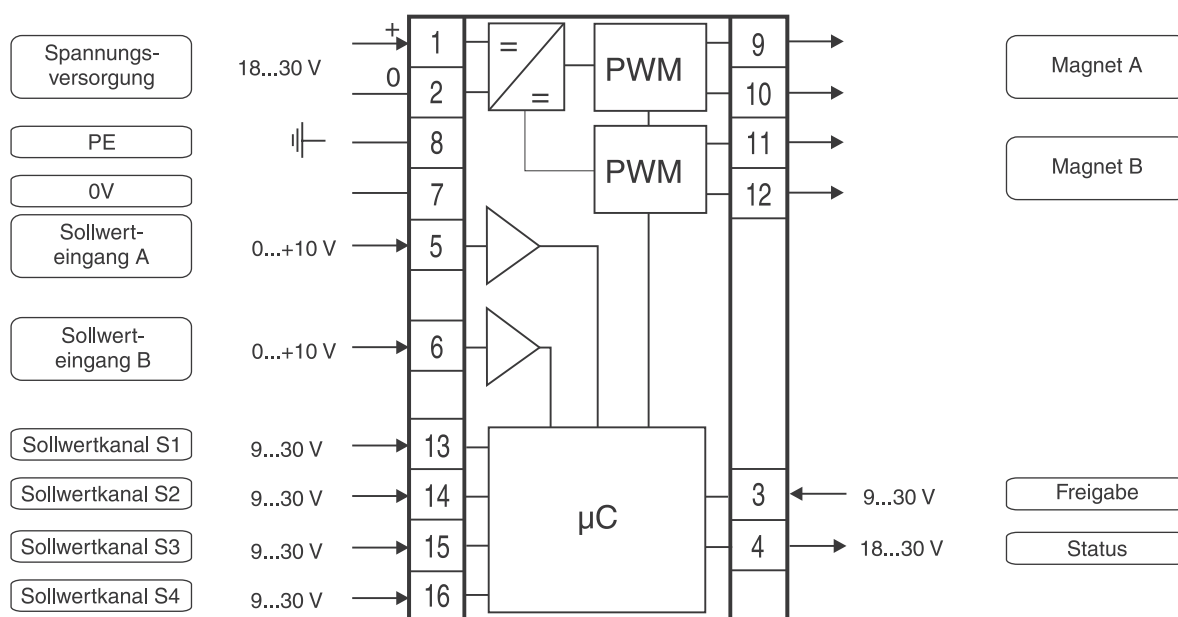 Spannungs-
versorgung
18...30 V
+
0
1
2
=
=
PWM
9
10
Magnet A
PE
8
PWM
11
12
Magnet B
0V
7
Sollwert-
eingang A
0...+10 V
5
Sollwert-
eingang B
0...+10 V
6
Sollwertkanal S1
9...30 V
13
Sollwertkanal S2
9...30 V
14
µC
3
9...30 V
Freigabe
Sollwertkanal S3
9...30 V
15
4
18...30 V
Status
Sollwertkanal S4
9...30 V
16